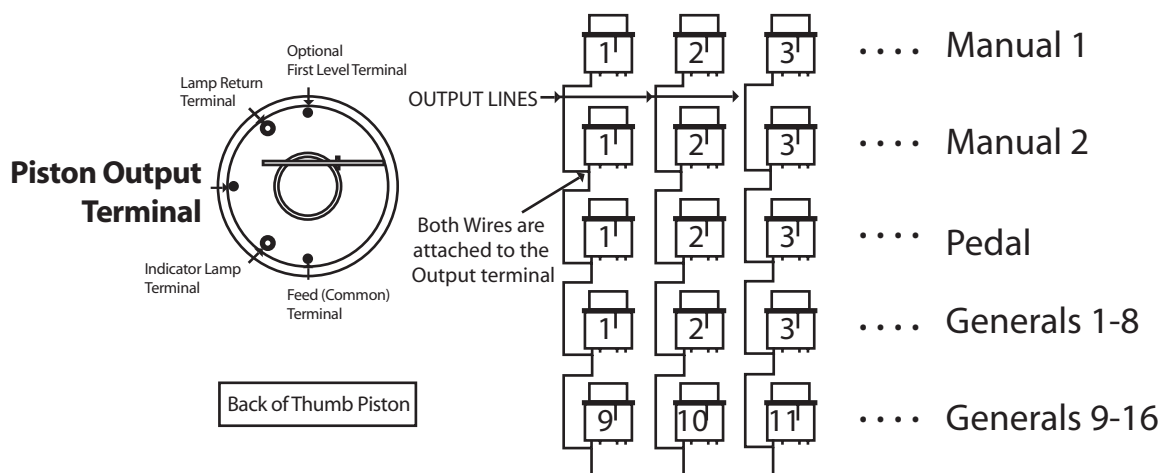 Optional
First Level Terminal
Lamp Return
Terminal
Piston Output
Terminal
Indicator Lamp
Terminal
Feed (Common)
Terminal
Back of Thumb Piston
OUTPUT LINES
Both Wires are
attached to the
Output terminal
1 2 3 .... Manual 1
1 2 3 .... Manual 2
1 2 3 .... Pedal
1 2 3 .... Generals 1-8
9 10 11 .... Generals 9-16